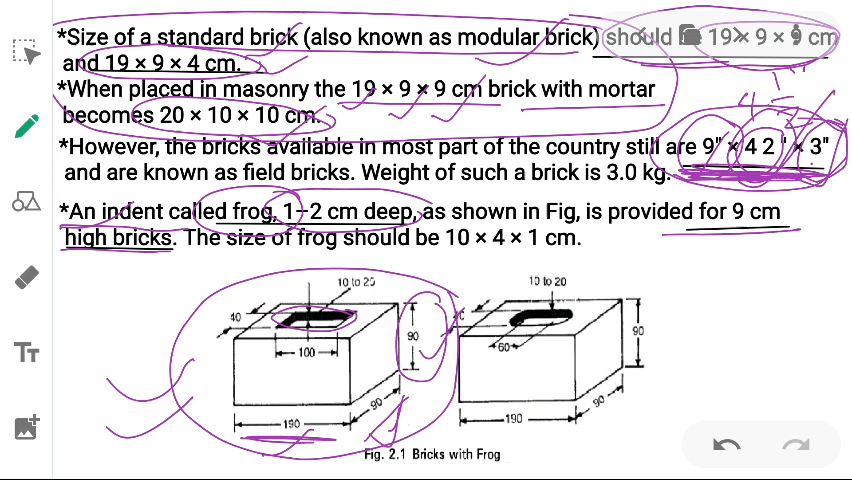 *Size of a standard brick (also known as modular brick) should 19 × 9 × 9 cm
and 19 × 9 × 4 cm.
*When placed in masonry the 19 × 9 × 9 cm brick with mortar
becomes 20 × 10 × 10 cm.
*However, the bricks available in most part of the country still are 9" × 4 2 " × 3"
and are known as field bricks. Weight of such a brick is 3.0 kg.
*An indent called frog, 1–2 cm deep, as shown in Fig, is provided for 9 cm
high bricks. The size of frog should be 10 × 4 × 1 cm.
10 to 20 10 to 20
40
90 90
100 60
90 90
190 190
Fig. 2.1 Bricks with Frog
TT